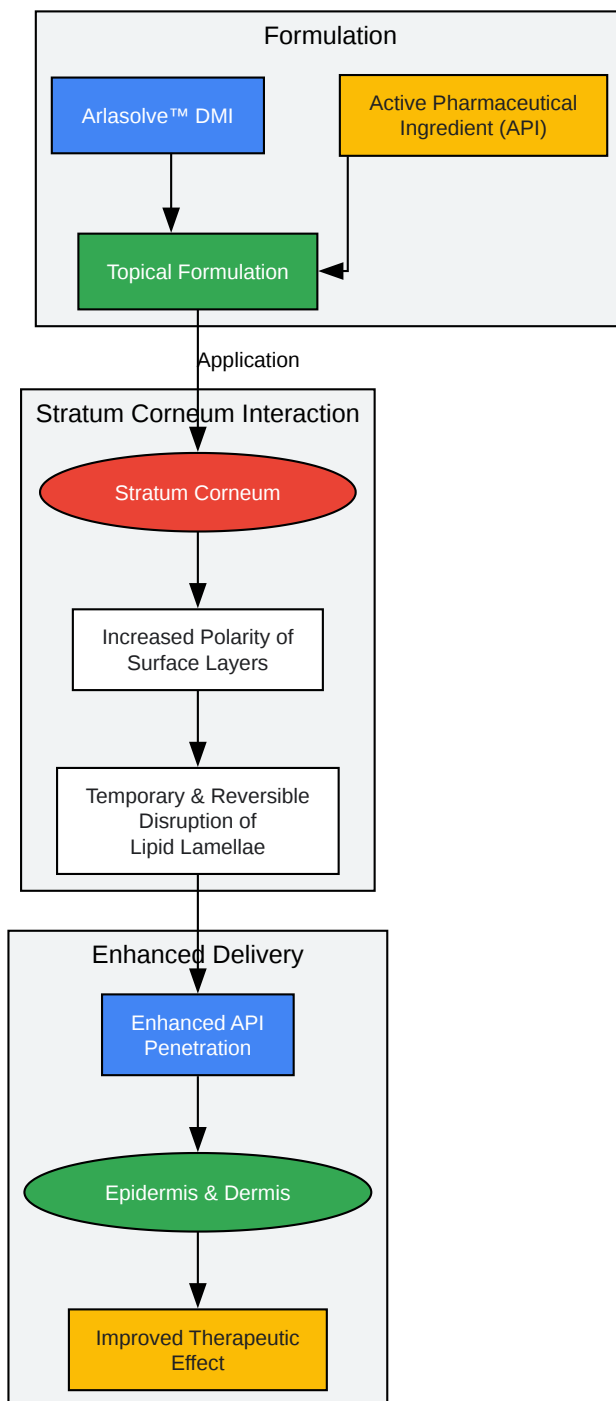 Formulation
Arlasolve™ DMI
Active Pharmaceutical
Ingredient (API)
Topical Formulation
Application
Stratum Corneum Interaction
Stratum Corneum
Increased Polarity of
Surface Layers
Temporary & Reversible
Disruption of
Lipid Lamellae
Enhanced Delivery
Enhanced API
Penetration
Epidermis & Dermis
Improved Therapeutic
Effect